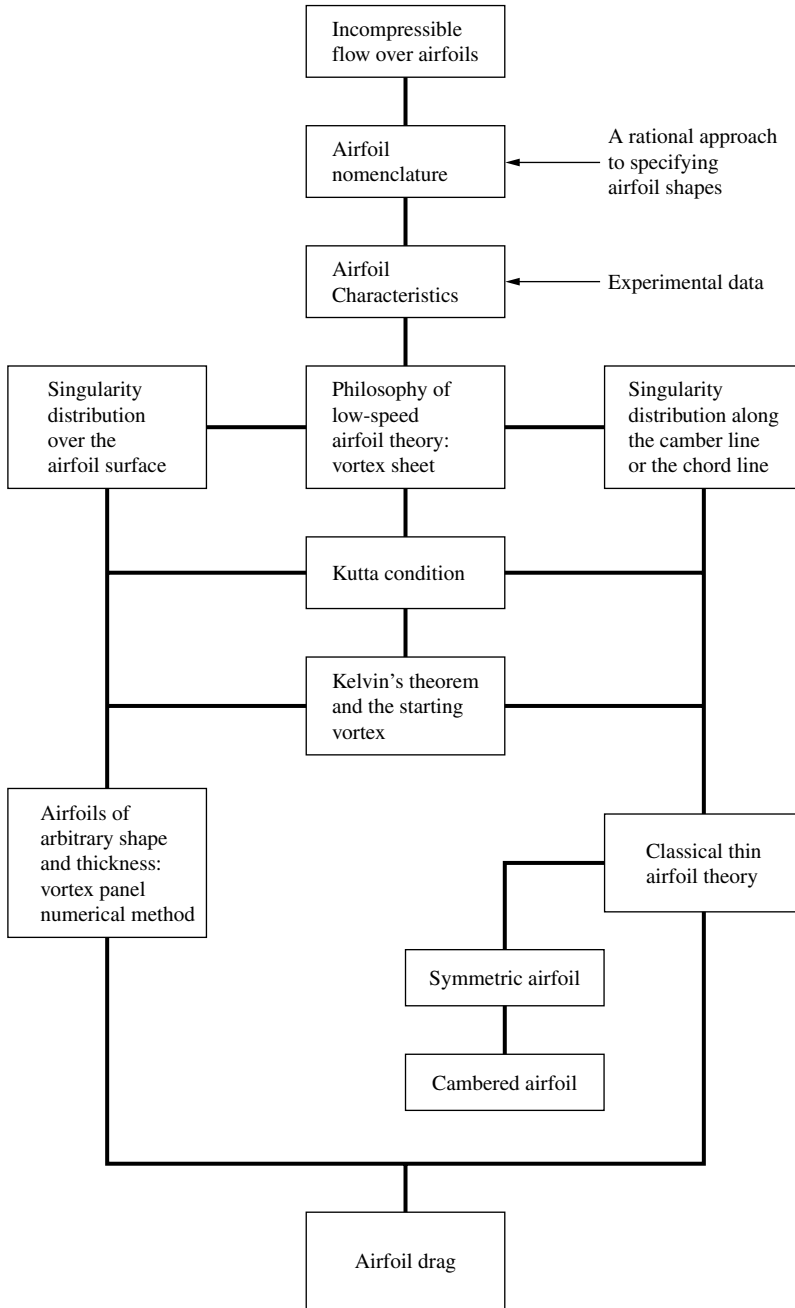 Incompressible
flow over airfoils
Airfoil
nomenclature
A rational approach
to specifying
airfoil shapes
Airfoil
Characteristics
Experimental data
Singularity
distribution
over the
airfoil surface
Philosophy of
low-speed
airfoil theory:
vortex sheet
Singularity
distribution along
the camber line
or the chord line
Kutta condition
Kelvin’s theorem
and the starting
vortex
Airfoils of
arbitrary shape
and thickness:
vortex panel
numerical method
Classical thin
airfoil theory
Symmetric airfoil
Cambered airfoil
Airfoil drag